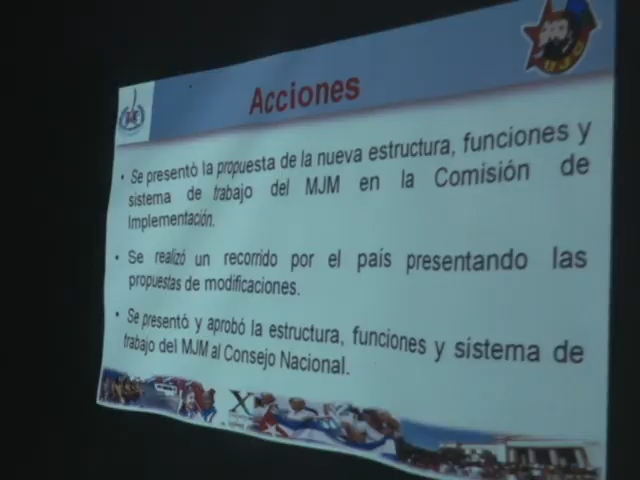 UJC
Acciones
• Se presentó la propuesta de la nueva estructura, funciones y
sistema de trabajo del MJM en la Comisión de
Implementación.
• Se realizó un recorrido por el país presentando las
propuestas de modificaciones.
• Se presentó y aprobó la estructura, funciones y sistema de
trabajo del MJM al Consejo Nacional.
X